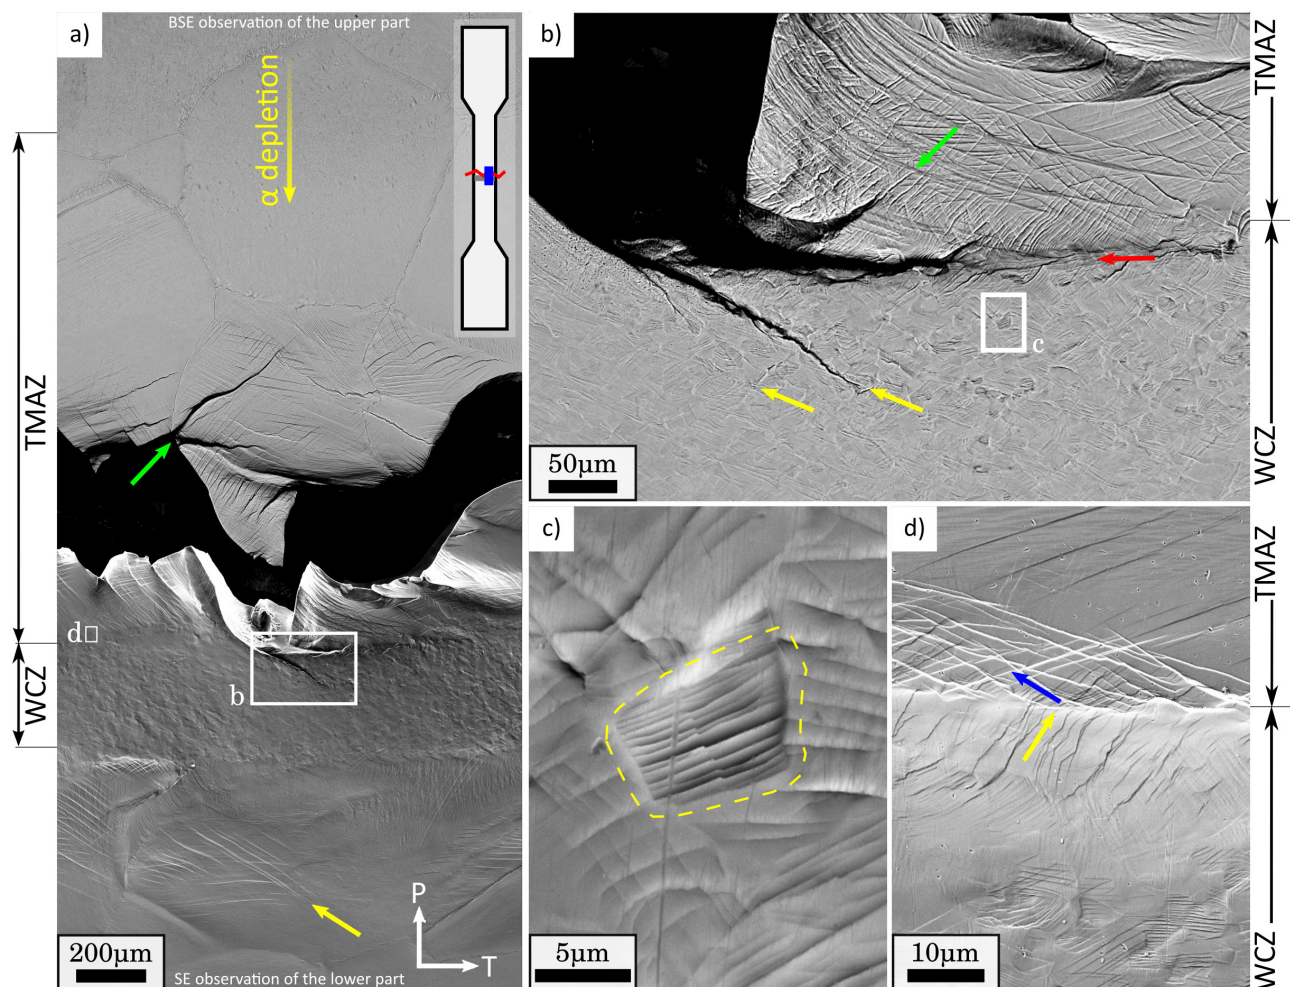 a)
BSE observation of the upper part
α depletion
TMAZ
WCZ
d
b
P
T
200µm
SE observation of the lower part
b)
c
50µm
TMAZ
WCZ
c)
5µm
d)
10µm
TMAZ
WCZ